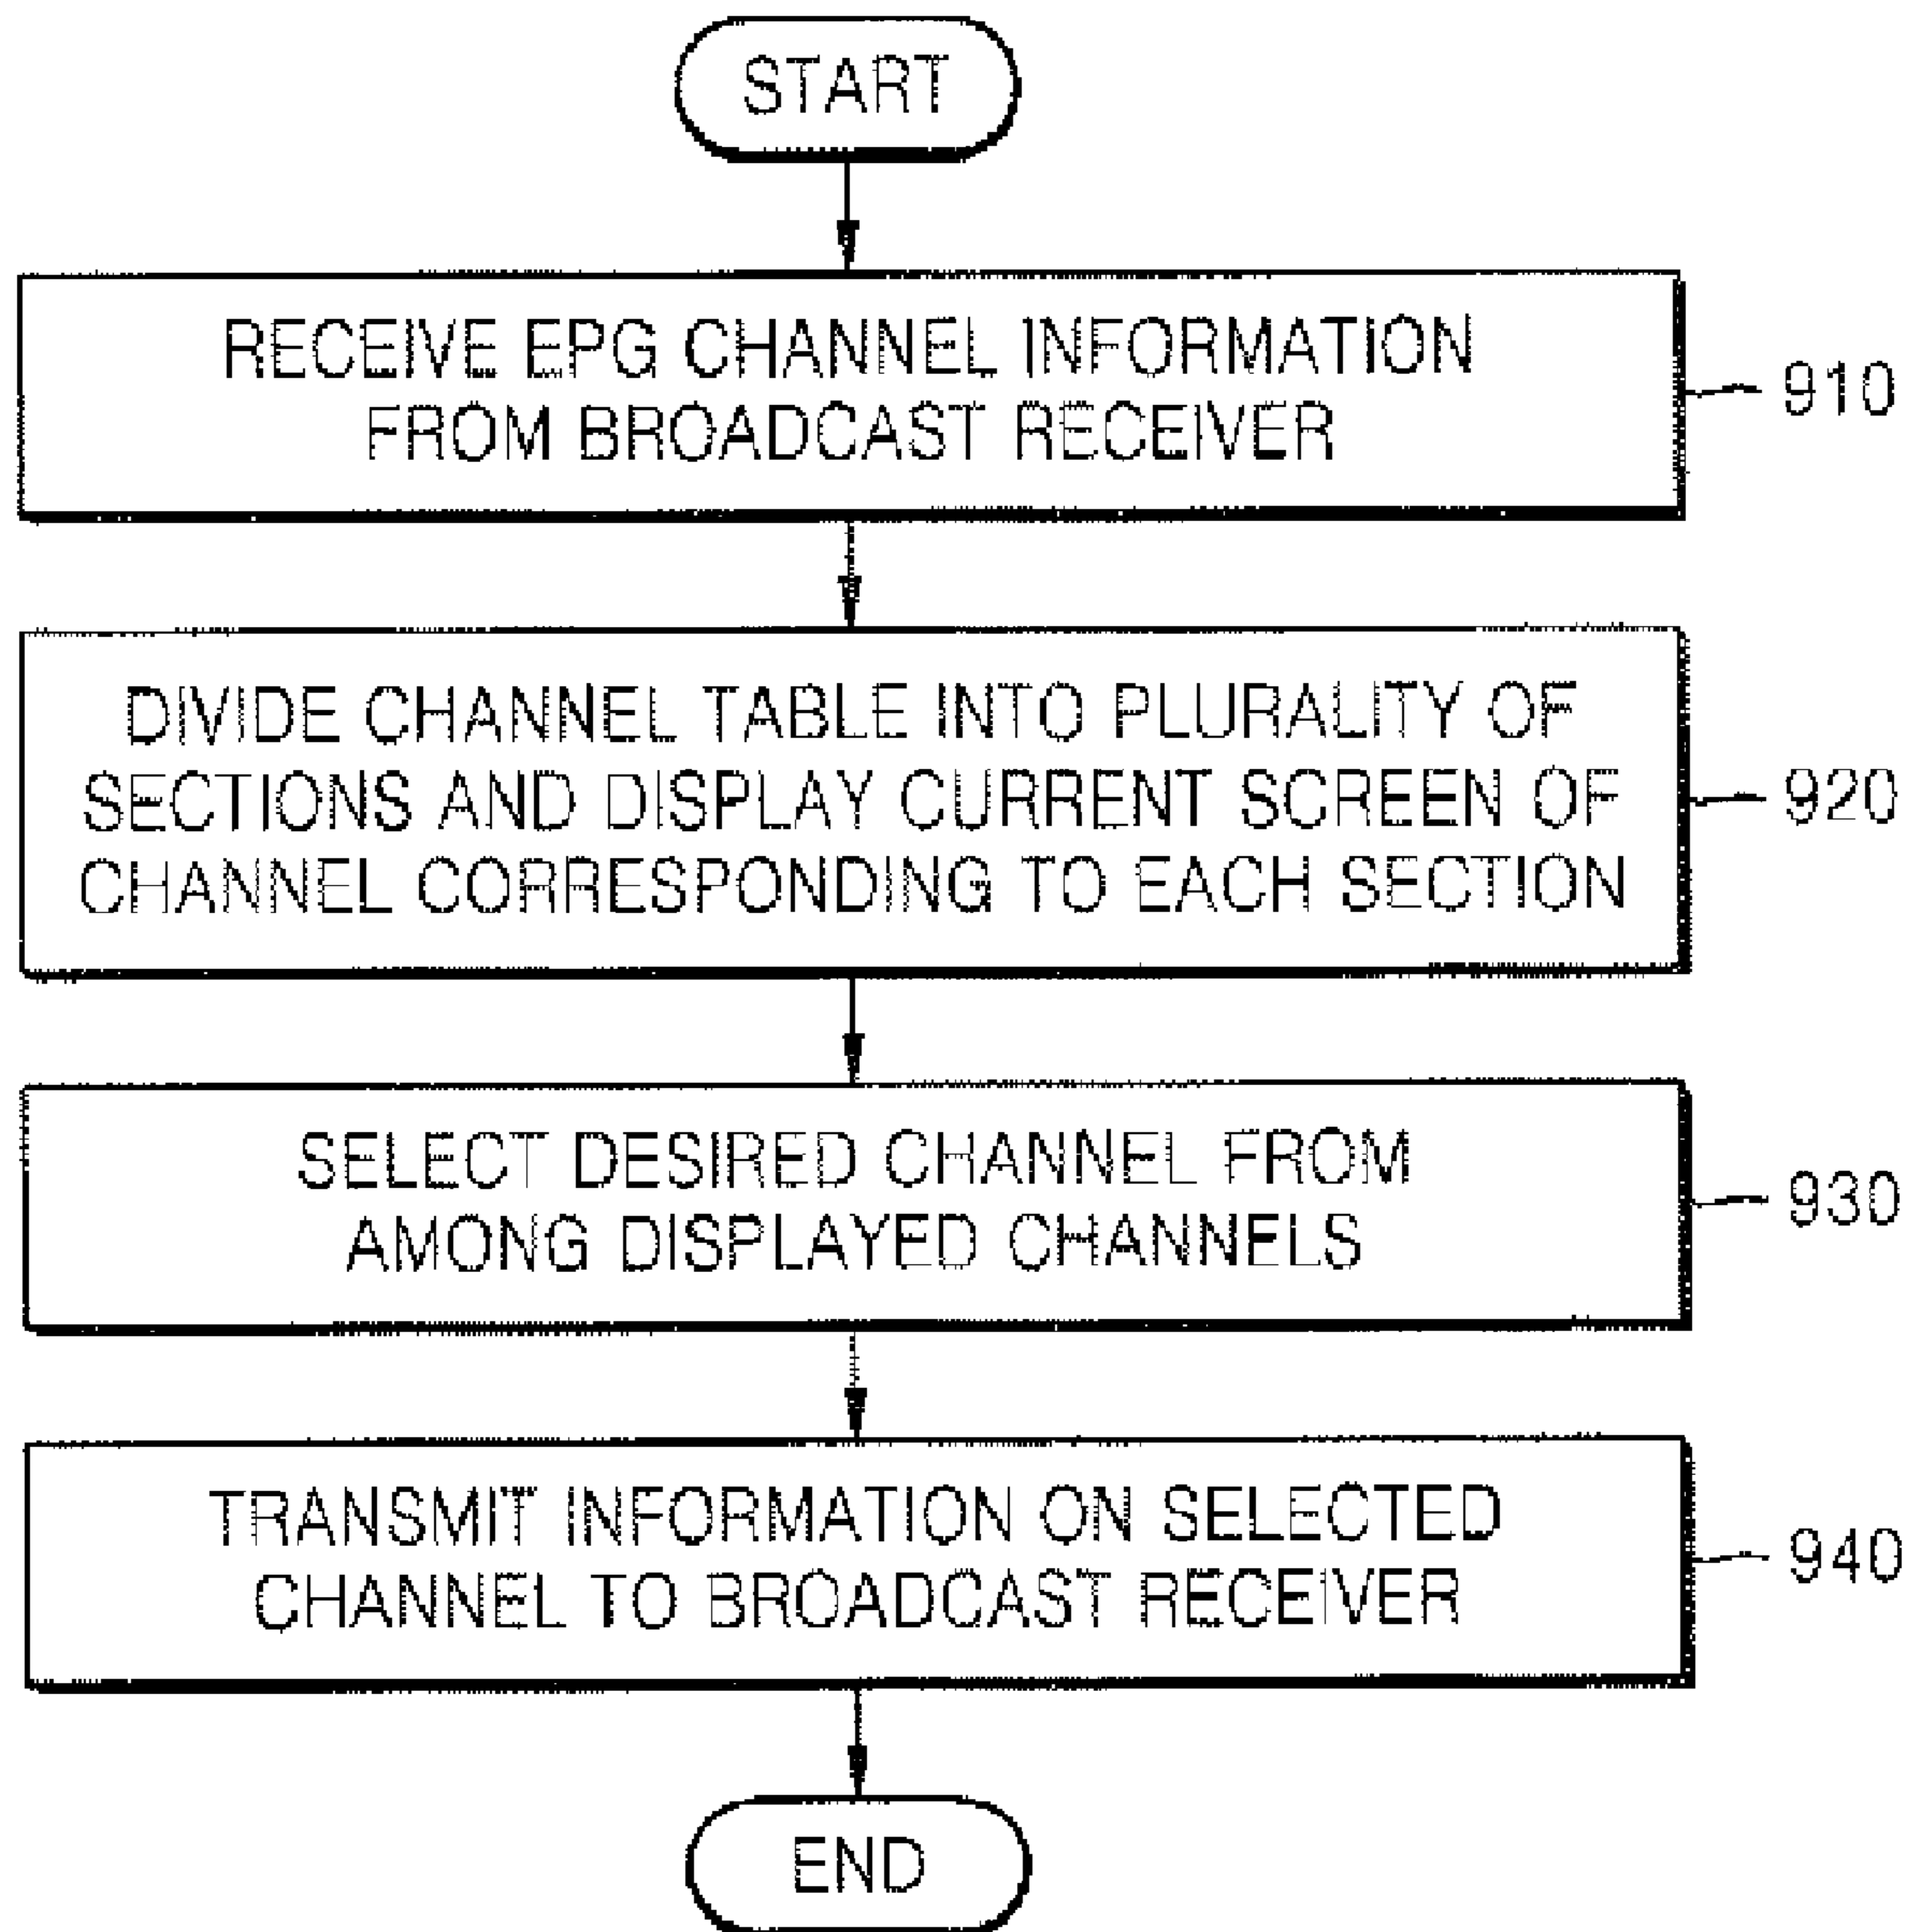 START
RECEIVE EPG CHANNEL INFORMATION
FROM BROADCAST RECEIVER
910
DIVIDE CHANNEL TABLE INTO PLURALITY OF
SECTIONS AND DISPLAY CURRENT SCREEN OF
CHANNEL CORRESPONDING TO EACH SECTION
920
SELECT DESIRED CHANNEL FROM
AMONG DISPLAYED CHANNELS
930
TRANSMIT INFORMATION ON SELECTED
CHANNEL TO BROADCAST RECEIVER
940
END